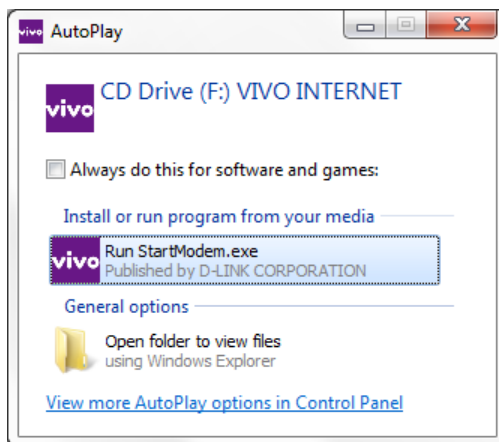 vivo AutoPlay
vivo CD Drive (F:) VIVO INTERNET
Always do this for software and games:
Install or run program from your media
vivo Run StartModem.exe
Published by D-LINK CORPORATION
General options
Open folder to view files
using Windows Explorer
View more AutoPlay options in Control Panel